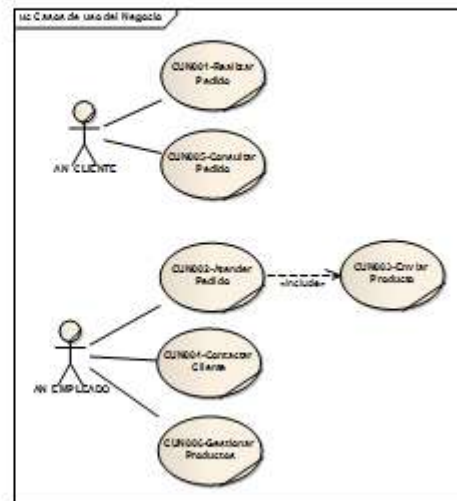 uc Casos de uso del Negocio
CUN001-Realizar
Pedido
CUN005-Consultar
Pedido
AN CLIENTE
CUN002-Atender
Pedido
«include»
CUN003-Enviar
Producto
CUN004-Contactar
Cliente
AN EMPLEADO
CUN006-Gestionar
Productos